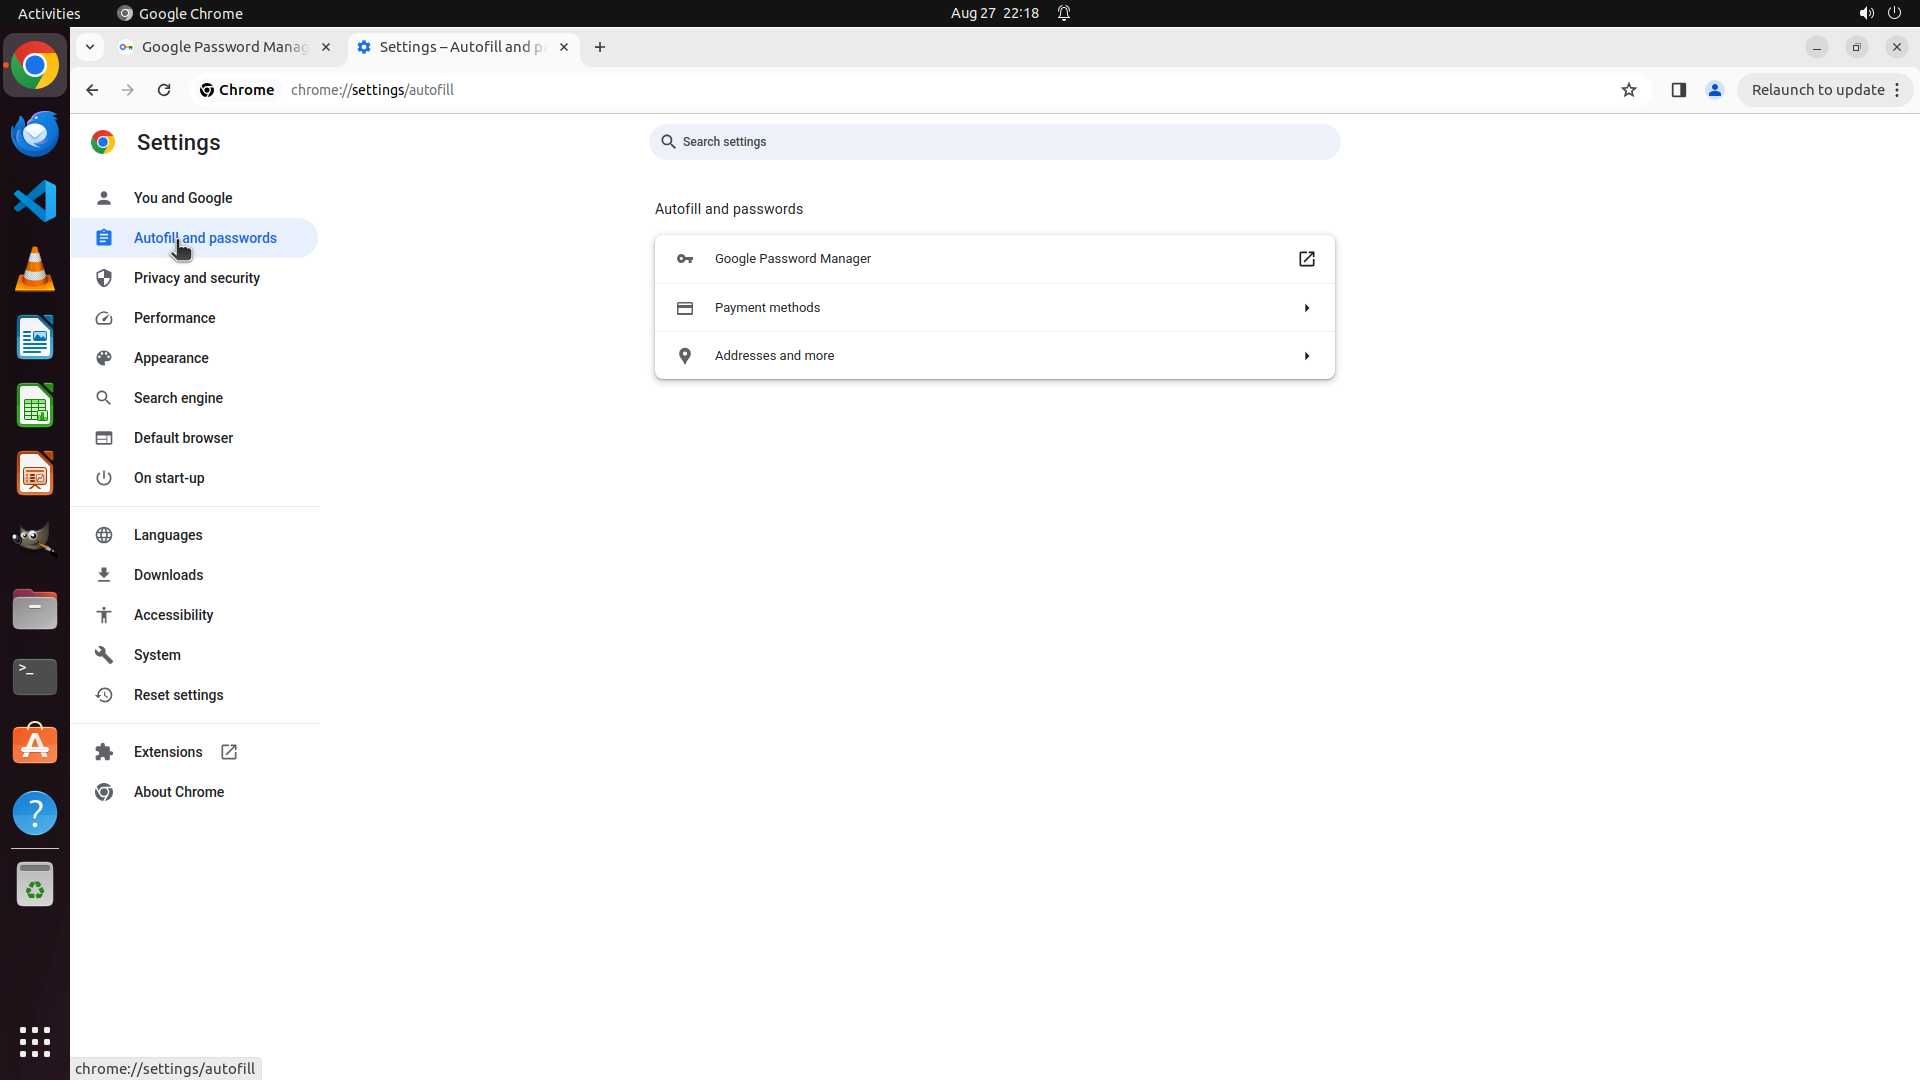 Activities
Google Chrome
Aug 27 22:18
Google Password Manag
Settings – Autofill and p
Chrome
chrome://settings/autofill
Relaunch to update
Settings
Search settings
You and Google
Autofill and passwords
Privacy and security
Performance
Appearance
Search engine
Default browser
On start-up
Languages
Downloads
Accessibility
System
Reset settings
Extensions
About Chrome
Autofill and passwords
Google Password Manager
Payment methods
Addresses and more
chrome://settings/autofill